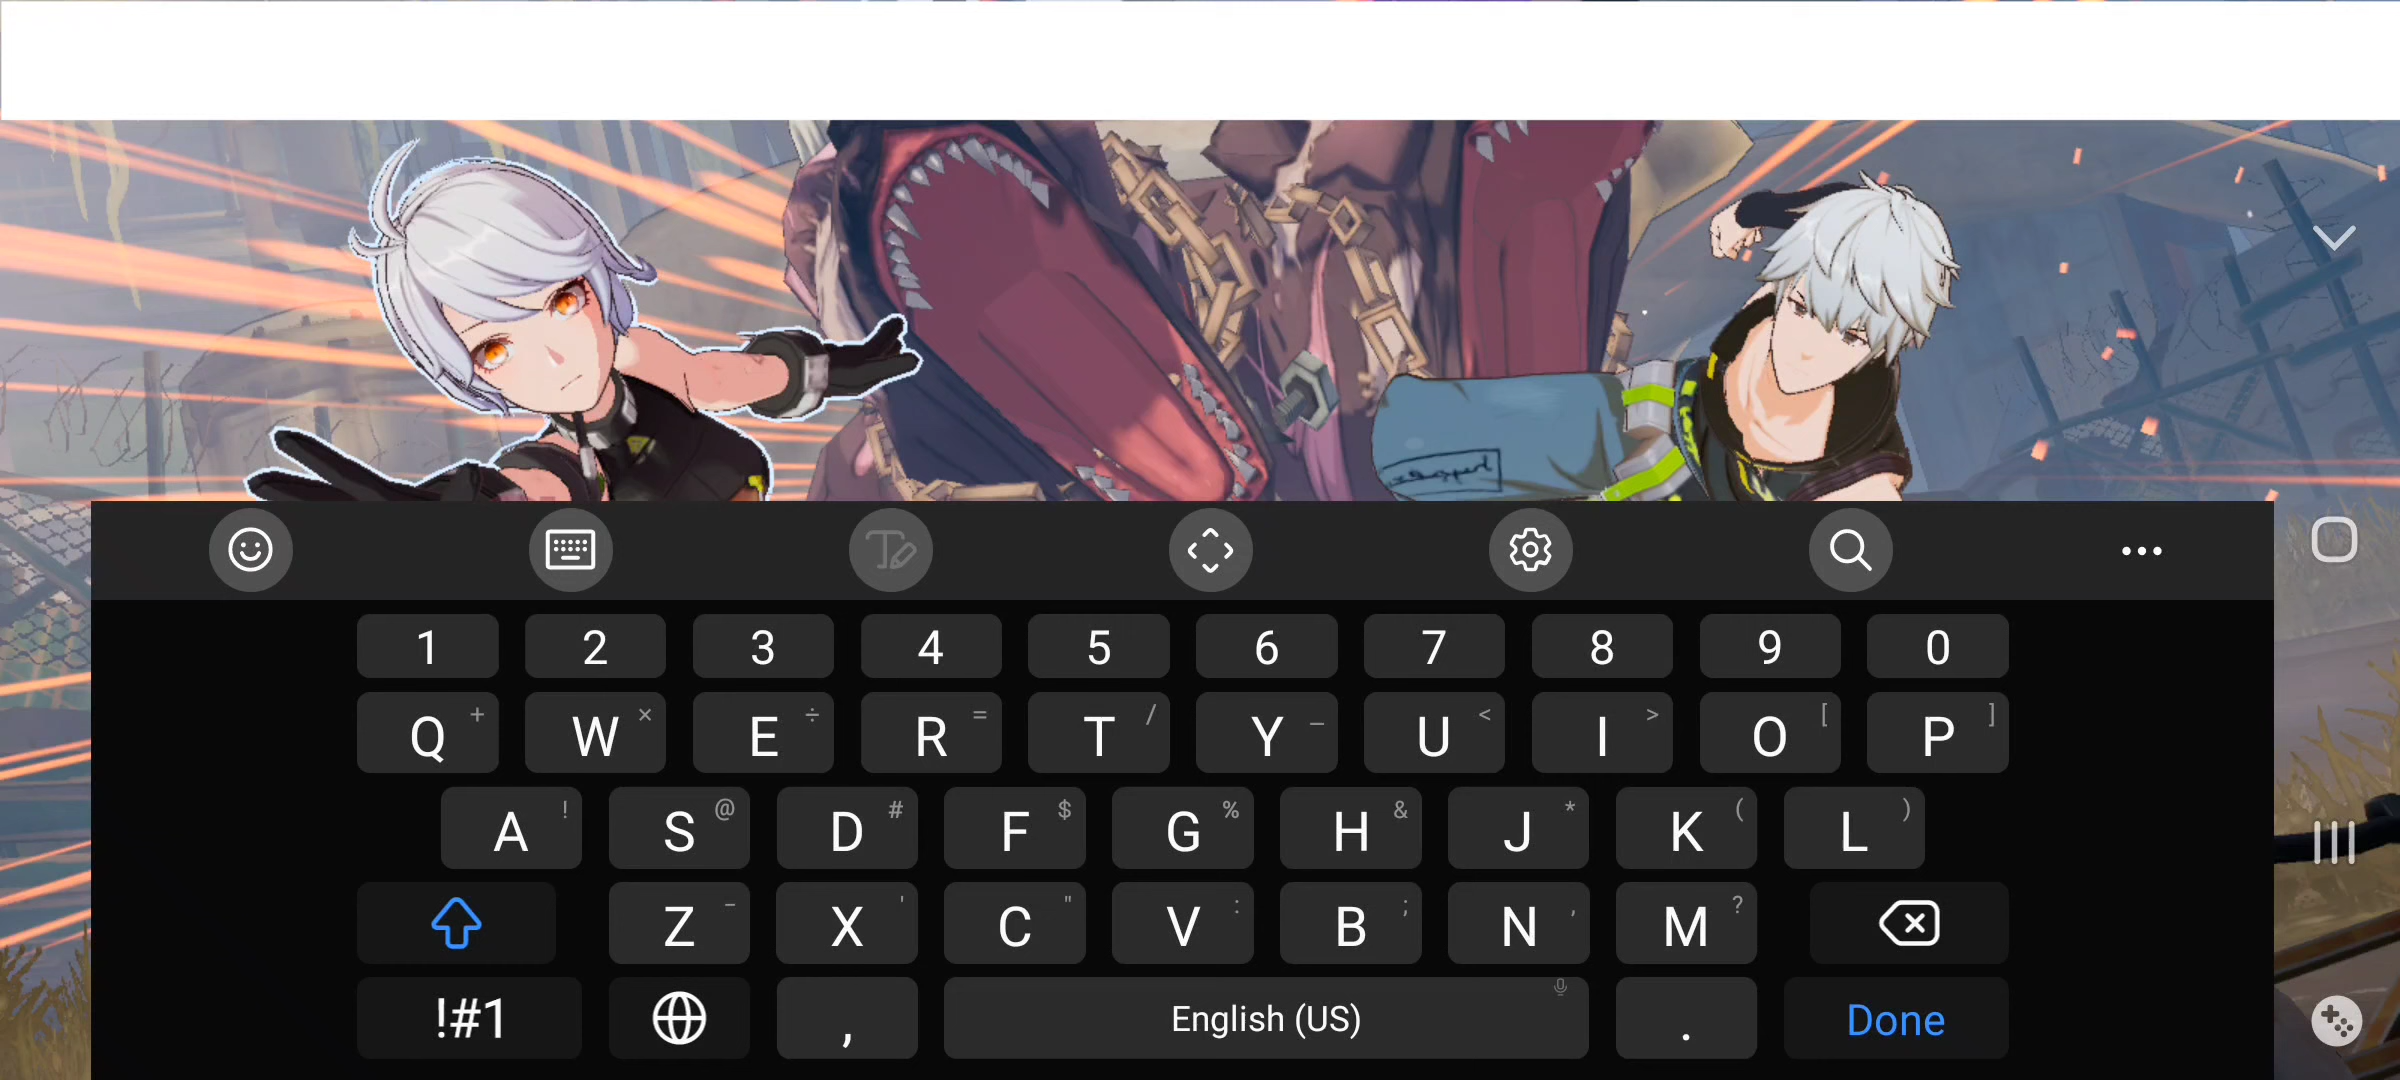 1 2 3 4 5 6 7 8 9 0
Q + W × E ÷ R = T / Y _ U < I > O [ P ]
A ! S @ D # F $ G % H & J * K ( L )
Z - X ' C " V : B ; N , M ?
!#1 , English (US) . Done